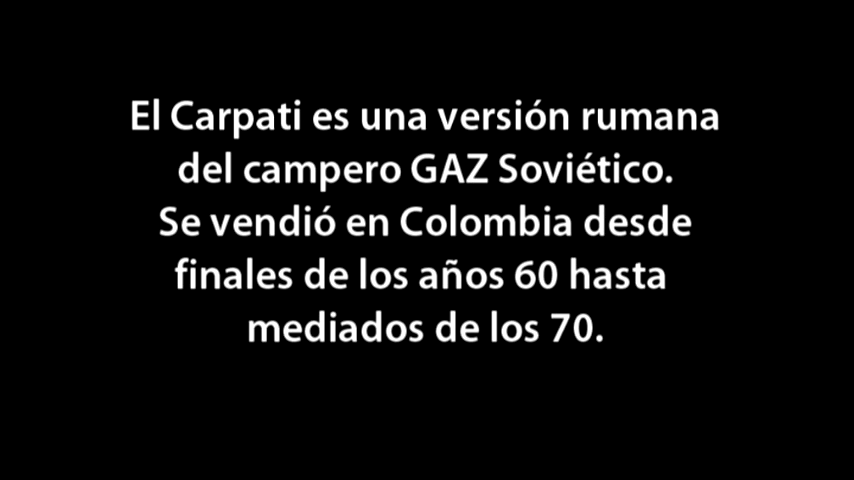 El Carpati es una versión rumana
del campero GAZ Soviético.
Se vendió en Colombia desde
finales de los años 60 hasta
mediados de los 70.